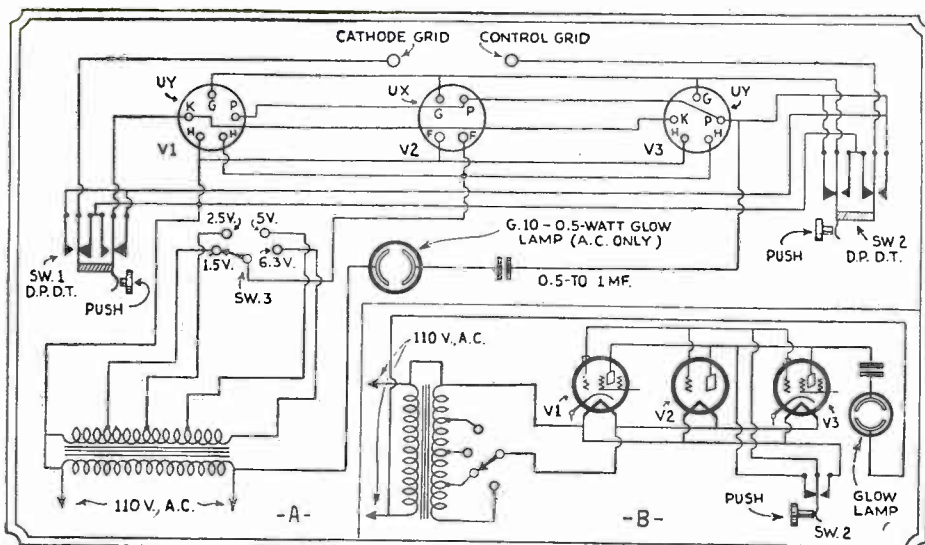 CATHODE GRID
CONTROL GRID
UY
K
G
P
H
H
V1
UX
G
P
F
F
V2
UY
G
K
P
H
H
V3
SW. 1
D.P. D.T.
PUSH
2.5V.
5V.
1.5V.
6.3V.
SW.3
G.10 - 0.5-WATT GLOW
LAMP (A.C. ONLY)
0.5-TO 1 MF.
PUSH
SW. 2
D.P. D.T.
110 V., A.C.
-A-
110 V., A.C.
V1
V2
V3
PUSH
SW. 2
GLOW
LAMP
-B-